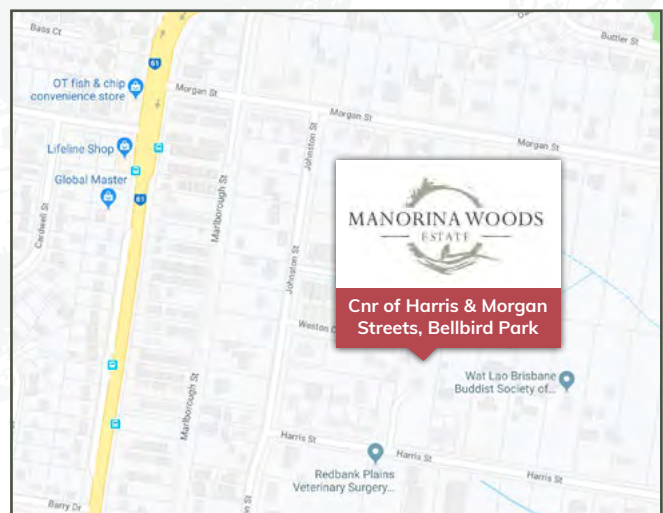 Bass Ct
Buttler St
61
OT fish & chip
convenience store
Morgan St
Morgan St
Morgan St
Lifeline Shop
Johnston St
Global Master
61
Marlborough St
Cardwell St
MANORINA WOODS
ESTATE
Johnston St
Cnr of Harris & Morgan
Streets, Bellbird Park
Weston C
Wat Lao Brisbane
Buddist Society of...
Marlborough St
Harris St
Harris St
Harris St
Redbank Plains
Veterinary Surgery...
n St
Barry Dr